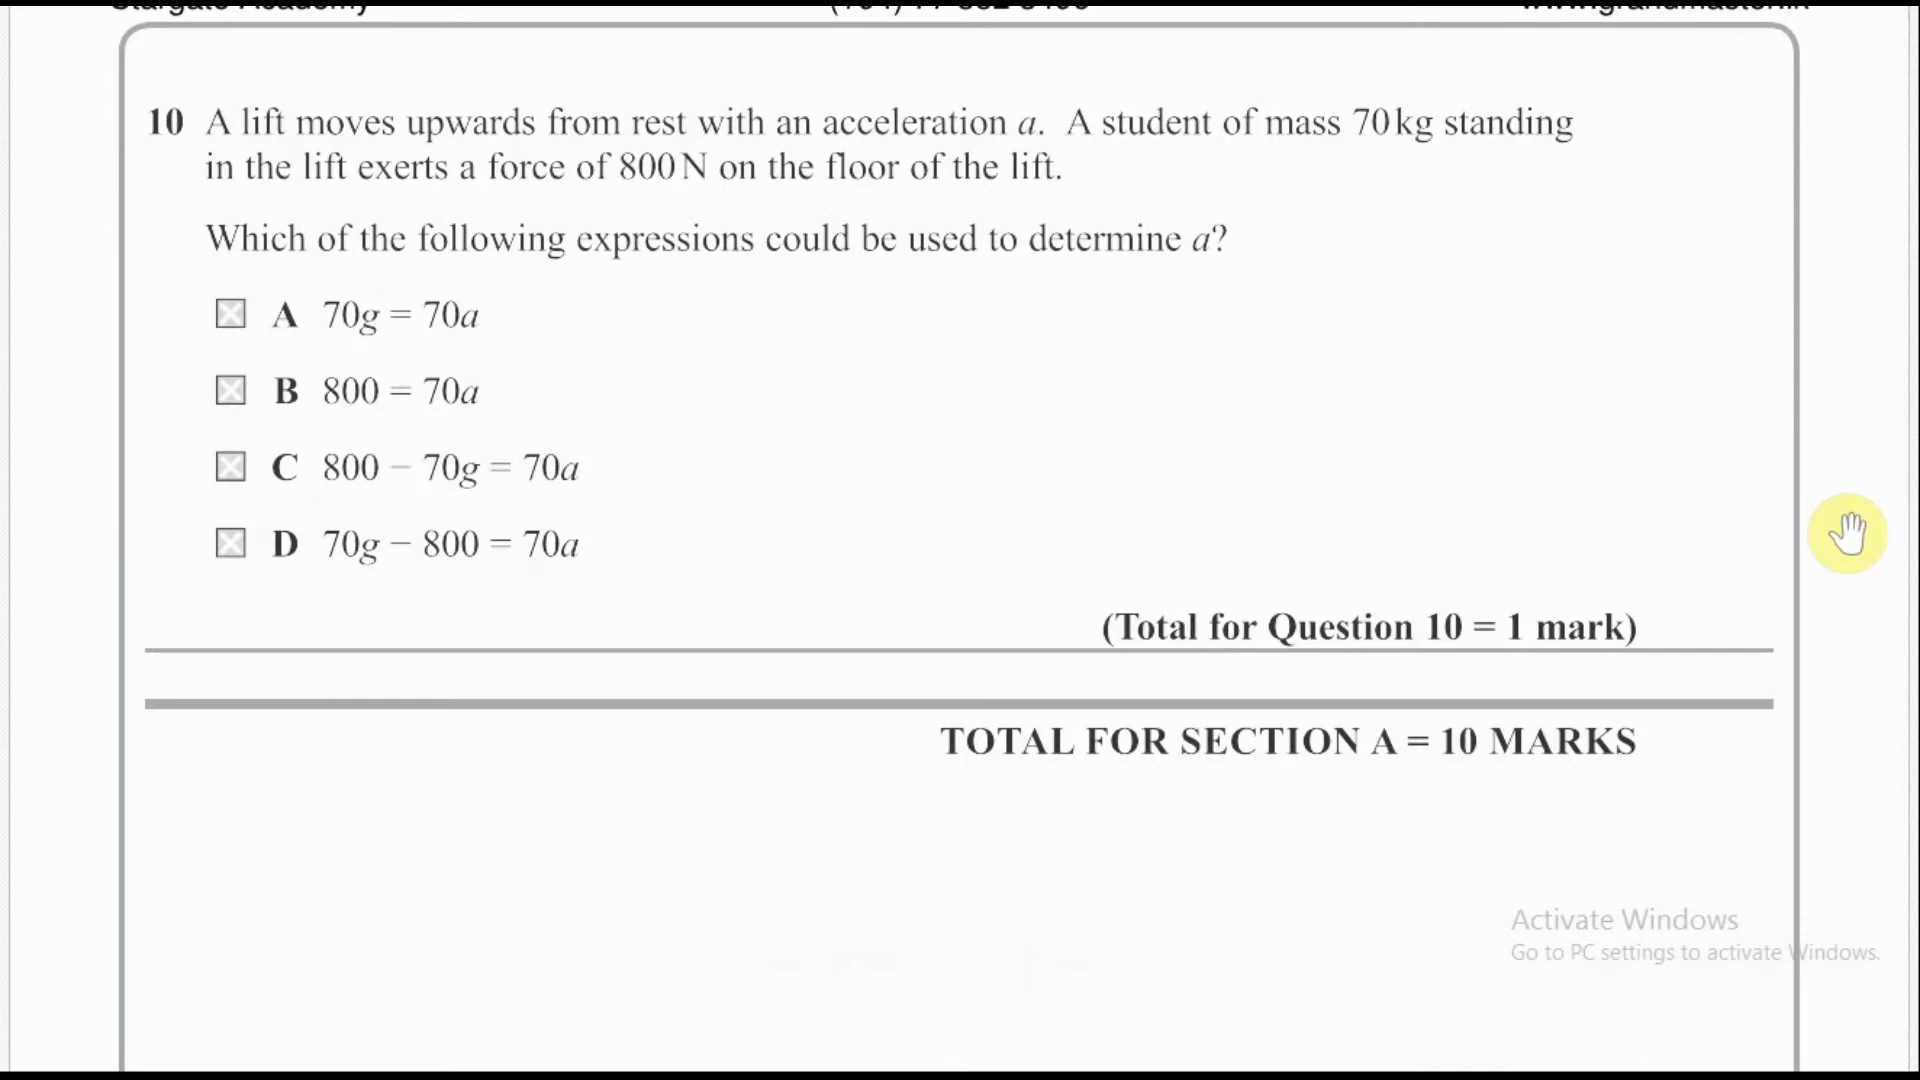 10 A lift moves upwards from rest with an acceleration a. A student of mass 70 kg standing
in the lift exerts a force of 800 N on the floor of the lift.
Which of the following expressions could be used to determine a?
A 70g = 70a
B 800 = 70a
C 800 − 70g = 70a
D 70g − 800 = 70a
(Total for Question 10 = 1 mark)
TOTAL FOR SECTION A = 10 MARKS
Activate Windows
Go to PC settings to activate Windows.